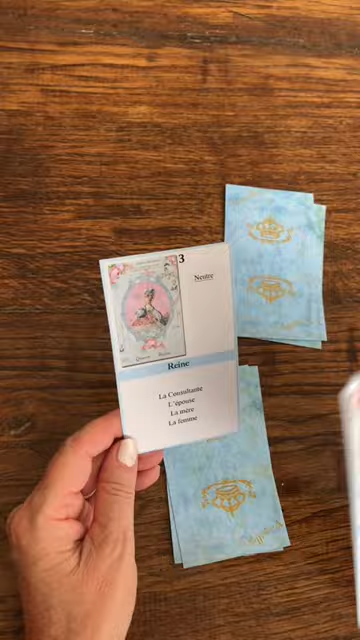 3
Neutre
Reine
La Consultante
L'épouse
La mère
La femme